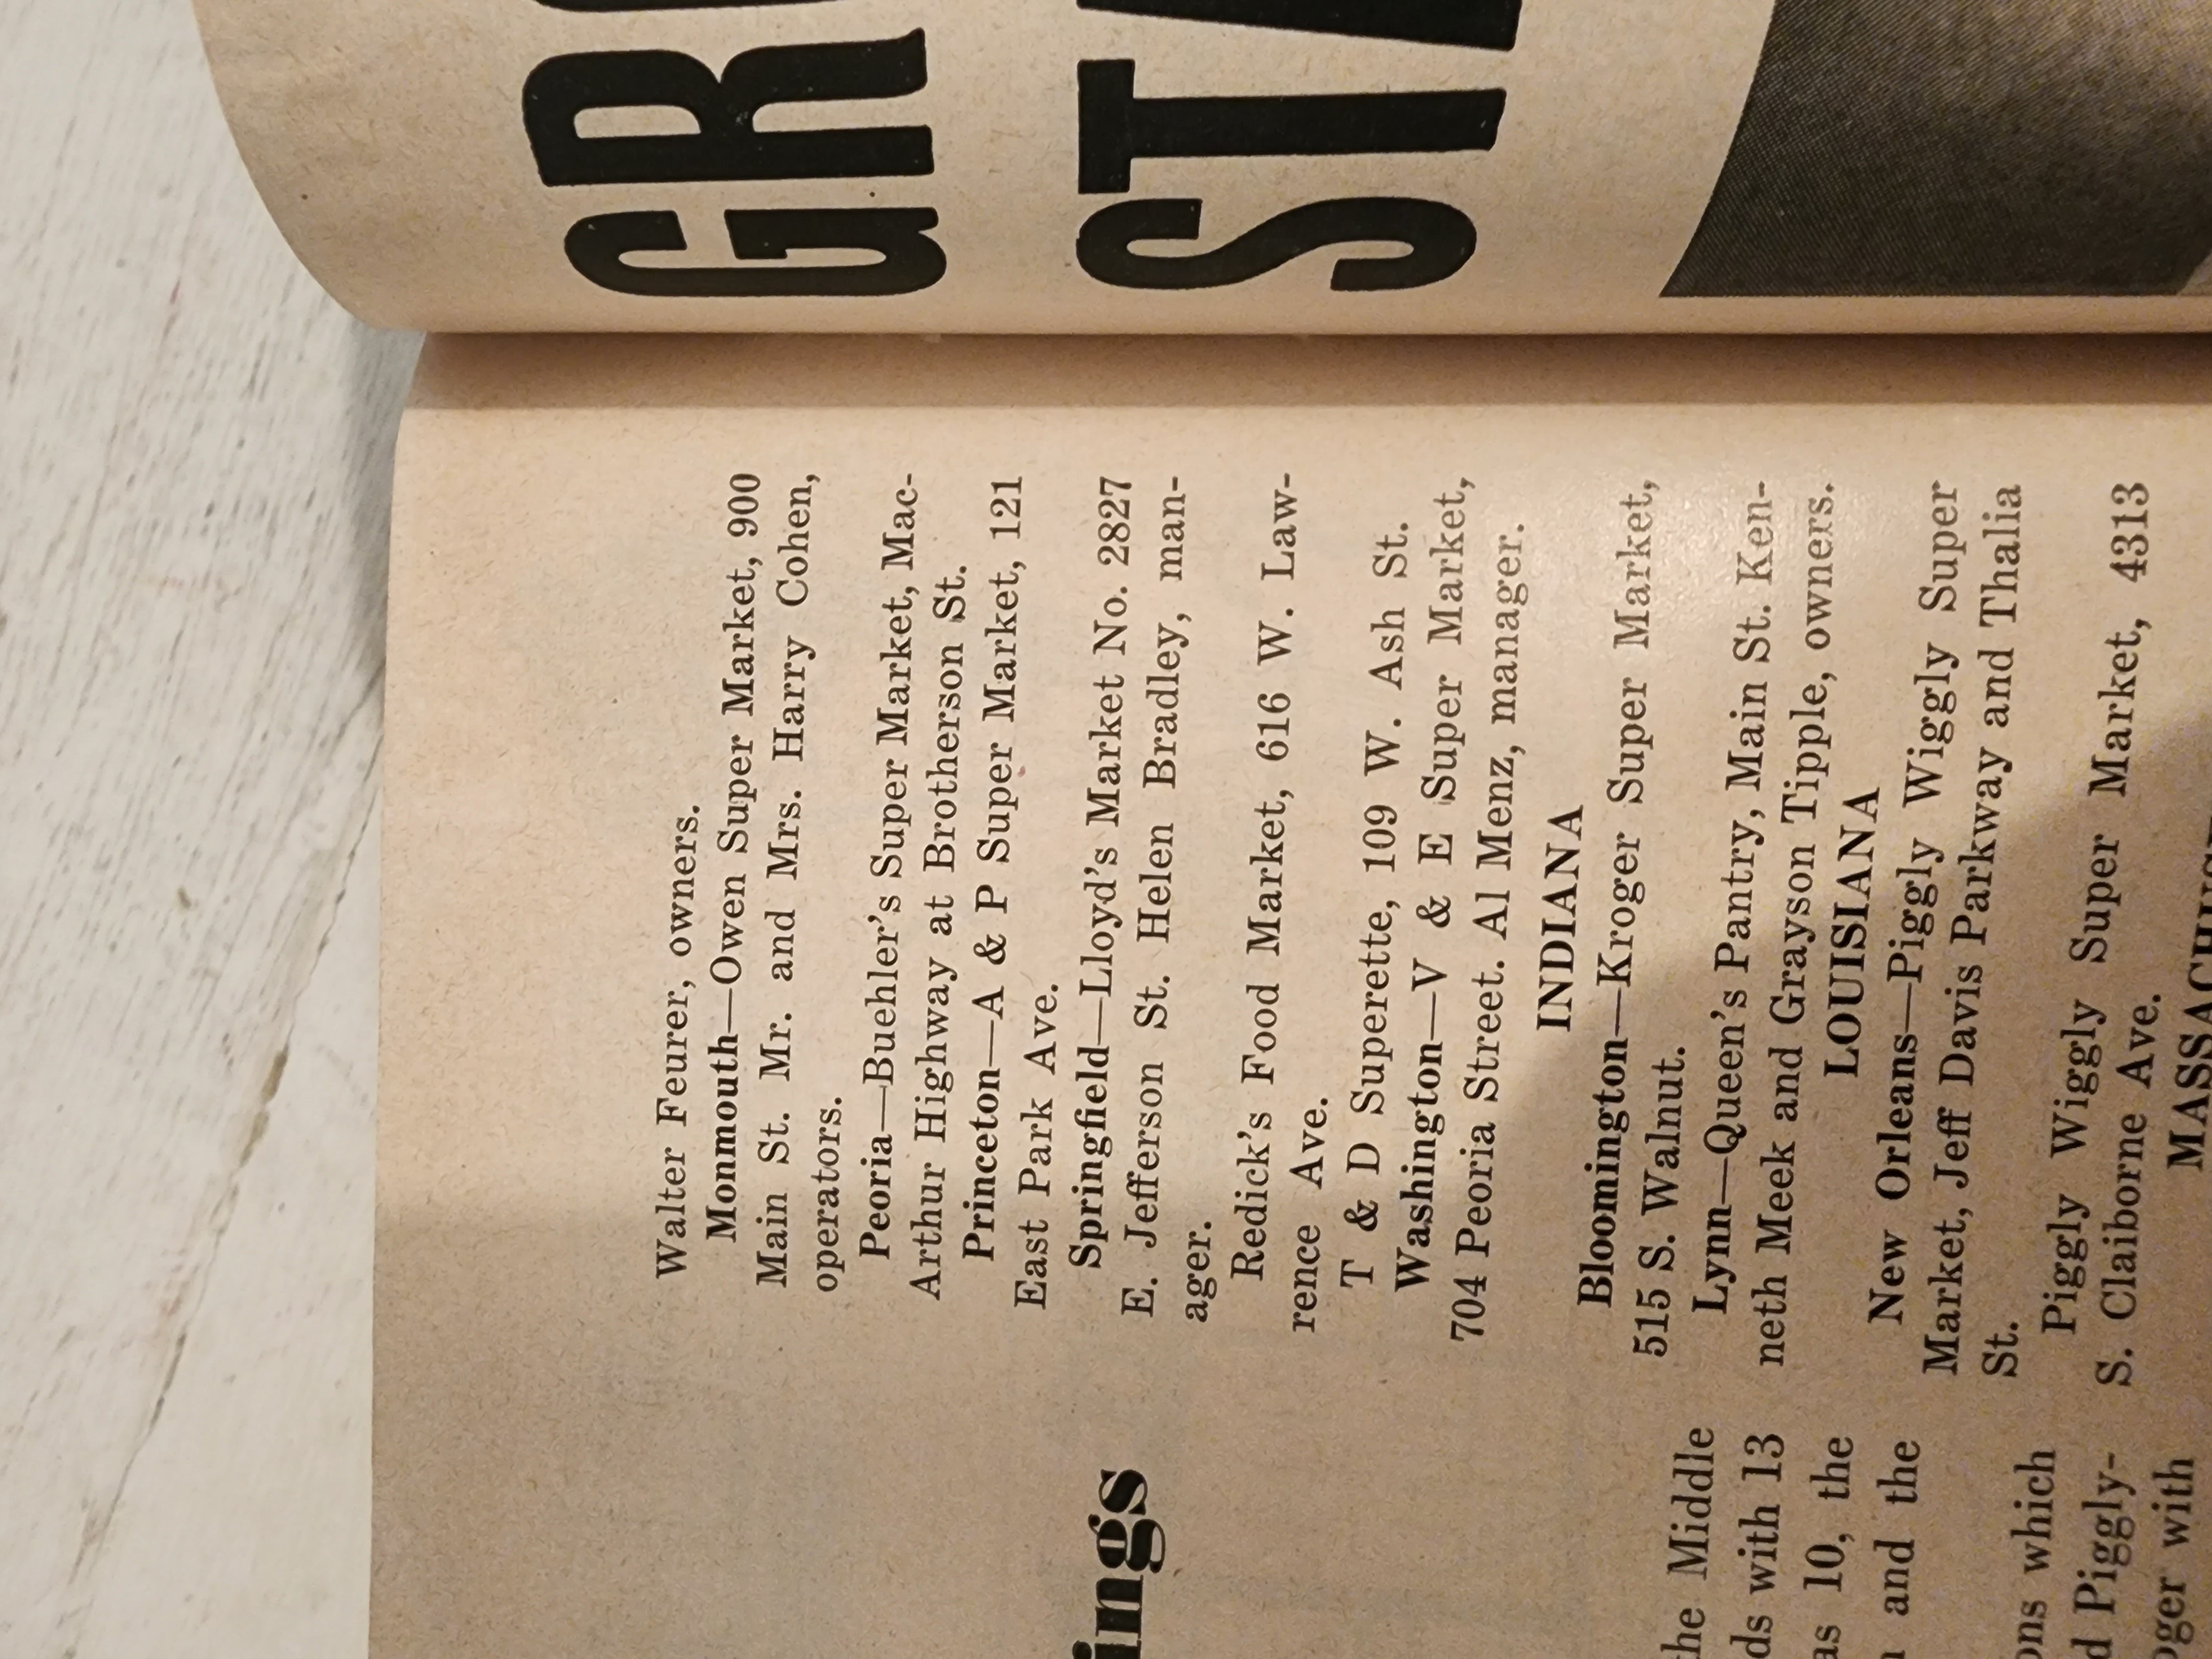 ings
the Middle
ds with 13
as 10, the
and the
ons which
d Piggly-
oger with
Walter Feurer, owners.
Monmouth—Owen Super Market, 900
Main St. Mr. and Mrs. Harry Cohen,
operators.
Peoria—Buehler's Super Market, Mac-
Arthur Highway at Brotherson St.
Princeton—A & P Super Market, 121
East Park Ave.
Springfield—Lloyd's Market No. 2827
E. Jefferson St. Helen Bradley, man-
ager.
Redick's Food Market, 616 W. Law-
rence Ave.
T & D Superette, 109 W. Ash St.
Washington—V & E Super Market,
704 Peoria Street. Al Menz, manager.
INDIANA
Bloomington—Kroger Super Market,
515 S. Walnut.
Lynn—Queen's Pantry, Main St. Ken-
neth Meek and Grayson Tipple, owners.
LOUISIANA
New Orleans—Piggly Wiggly Super
Market, Jeff Davis Parkway and Thalia
St.
Piggly Wiggly Super Market, 4313
S. Claiborne Ave.
MASSACHUSE
GR
STA